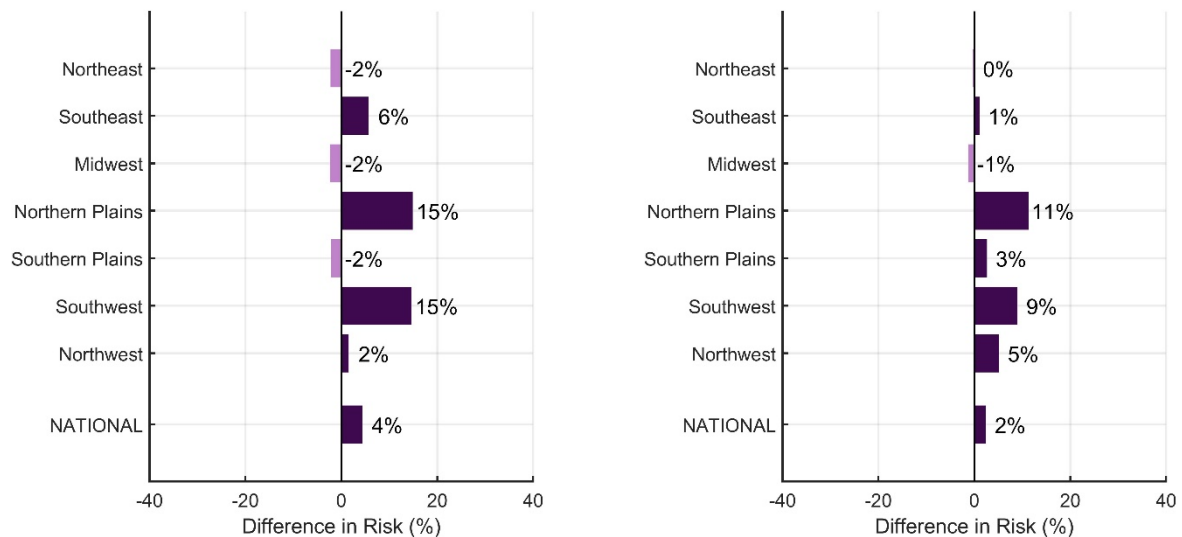 Northeast -2%
Southeast 6%
Midwest -2%
Northern Plains 15%
Southern Plains -2%
Southwest 15%
Northwest 2%
NATIONAL 4%
-40 -20 0 20 40
Difference in Risk (%)
Northeast 0%
Southeast 1%
Midwest -1%
Northern Plains 11%
Southern Plains 3%
Southwest 9%
Northwest 5%
NATIONAL 2%
-40 -20 0 20 40
Difference in Risk (%)